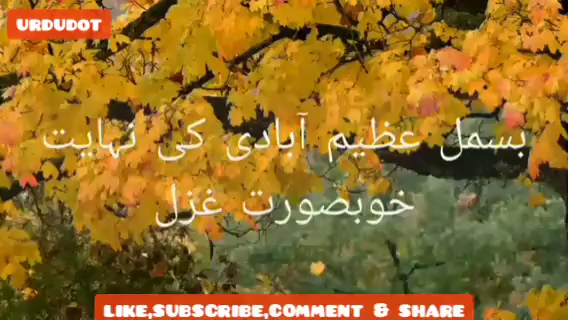 URDUDOT
بسمل عظیم آبادی کی نہایت
خوبصورت غزل
LIKE,SUBSCRIBE,COMMENT & SHARE